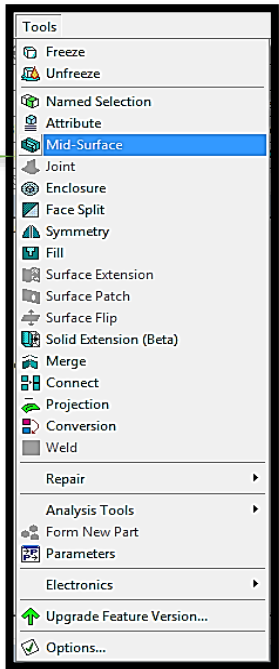 Tools
Freeze
Unfreeze
Named Selection
Attribute
Mid-Surface
Joint
Enclosure
Face Split
Symmetry
Fill
Surface Extension
Surface Patch
Surface Flip
Solid Extension (Beta)
Merge
Connect
Projection
Conversion
Weld
Repair
Analysis Tools
Form New Part
Parameters
Electronics
Upgrade Feature Version...
Options...